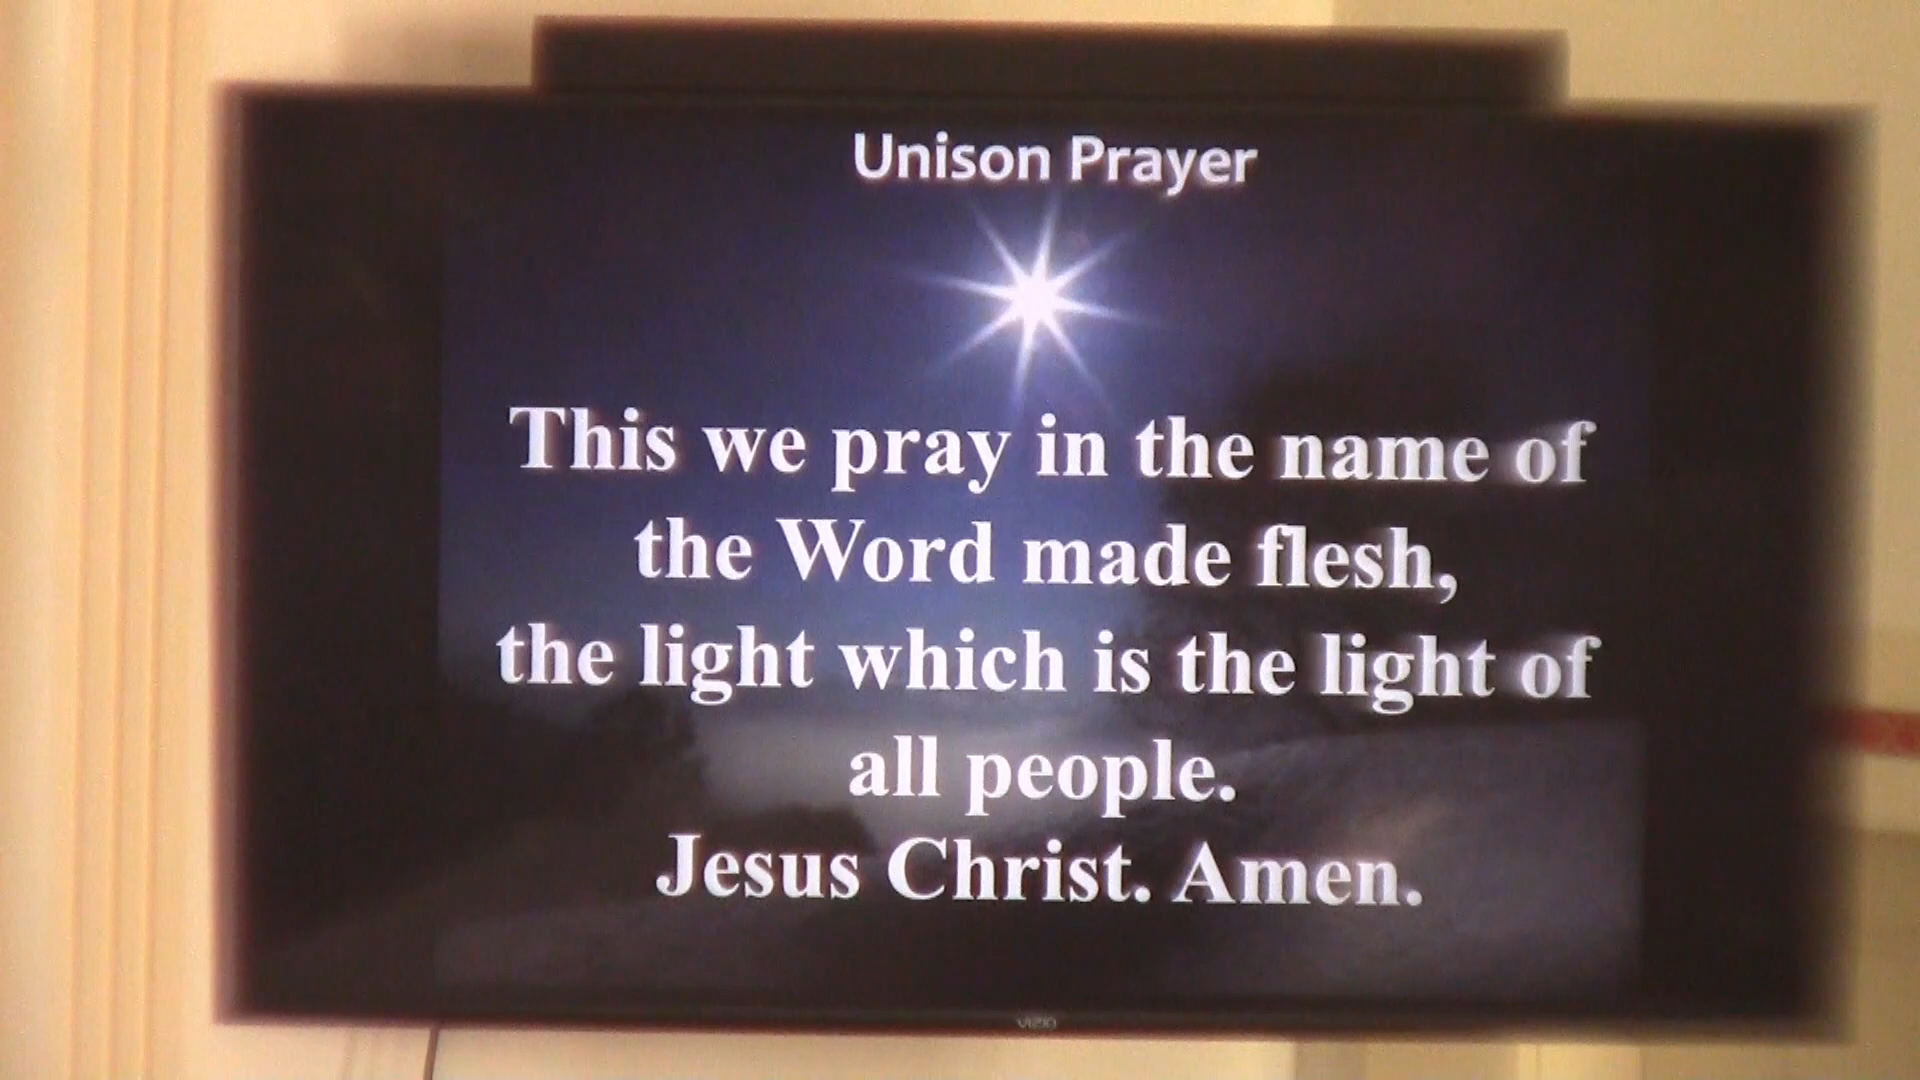 Unison Prayer
This we pray in the name of
the Word made flesh,
the light which is the light of
all people.
Jesus Christ. Amen.
VIZIO